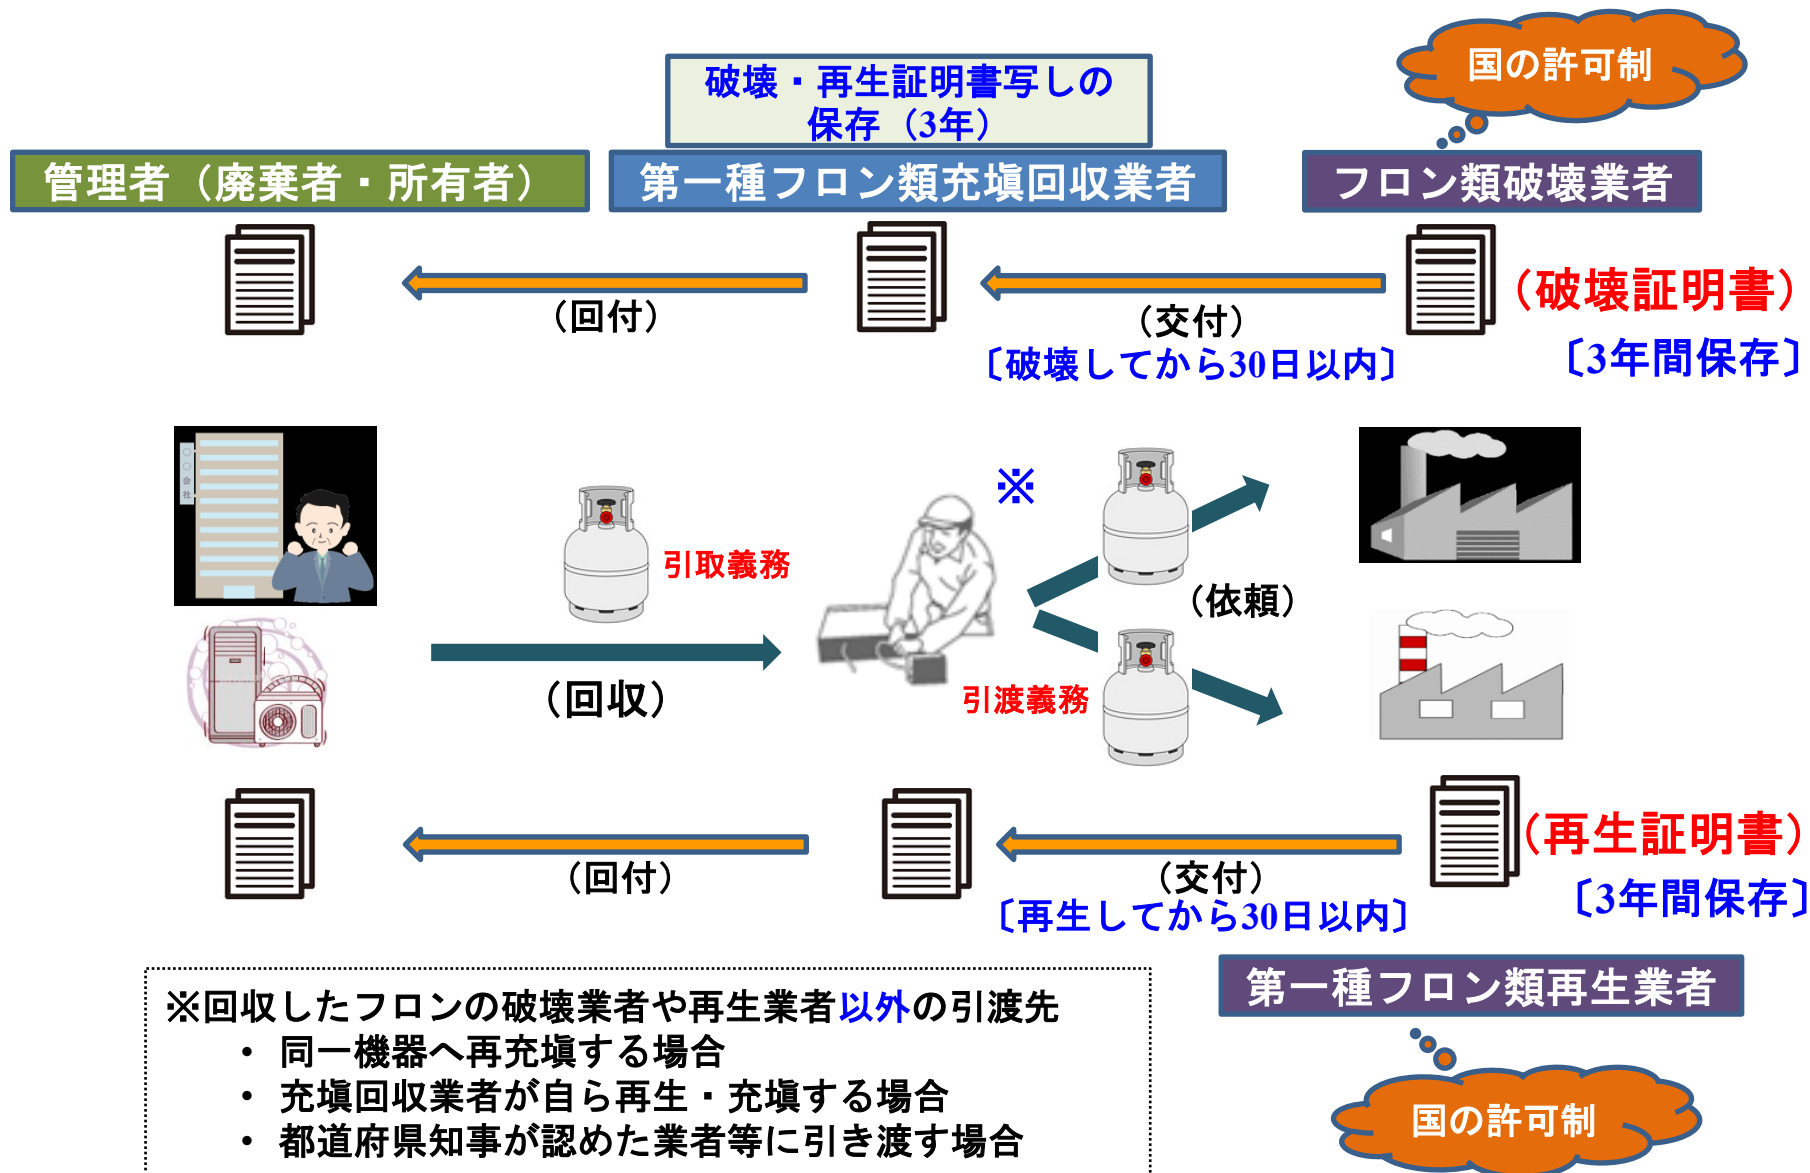 国の許可制
破壊・再生証明書写しの
保存（3年）
管理者（廃棄者・所有者）
第一種フロン類充塡回収業者
フロン類破壊業者
（回付）
（交付）
〔破壊してから30日以内〕
（破壊証明書）
〔3年間保存〕
〇〇会社
※
引取義務
（依頼）
（回収）
引渡義務
（回付）
（交付）
〔再生してから30日以内〕
（再生証明書）
〔3年間保存〕
第一種フロン類再生業者
※回収したフロンの破壊業者や再生業者以外の引渡先
• 同一機器へ再充塡する場合
• 充塡回収業者が自ら再生・充塡する場合
• 都道府県知事が認めた業者等に引き渡す場合
国の許可制